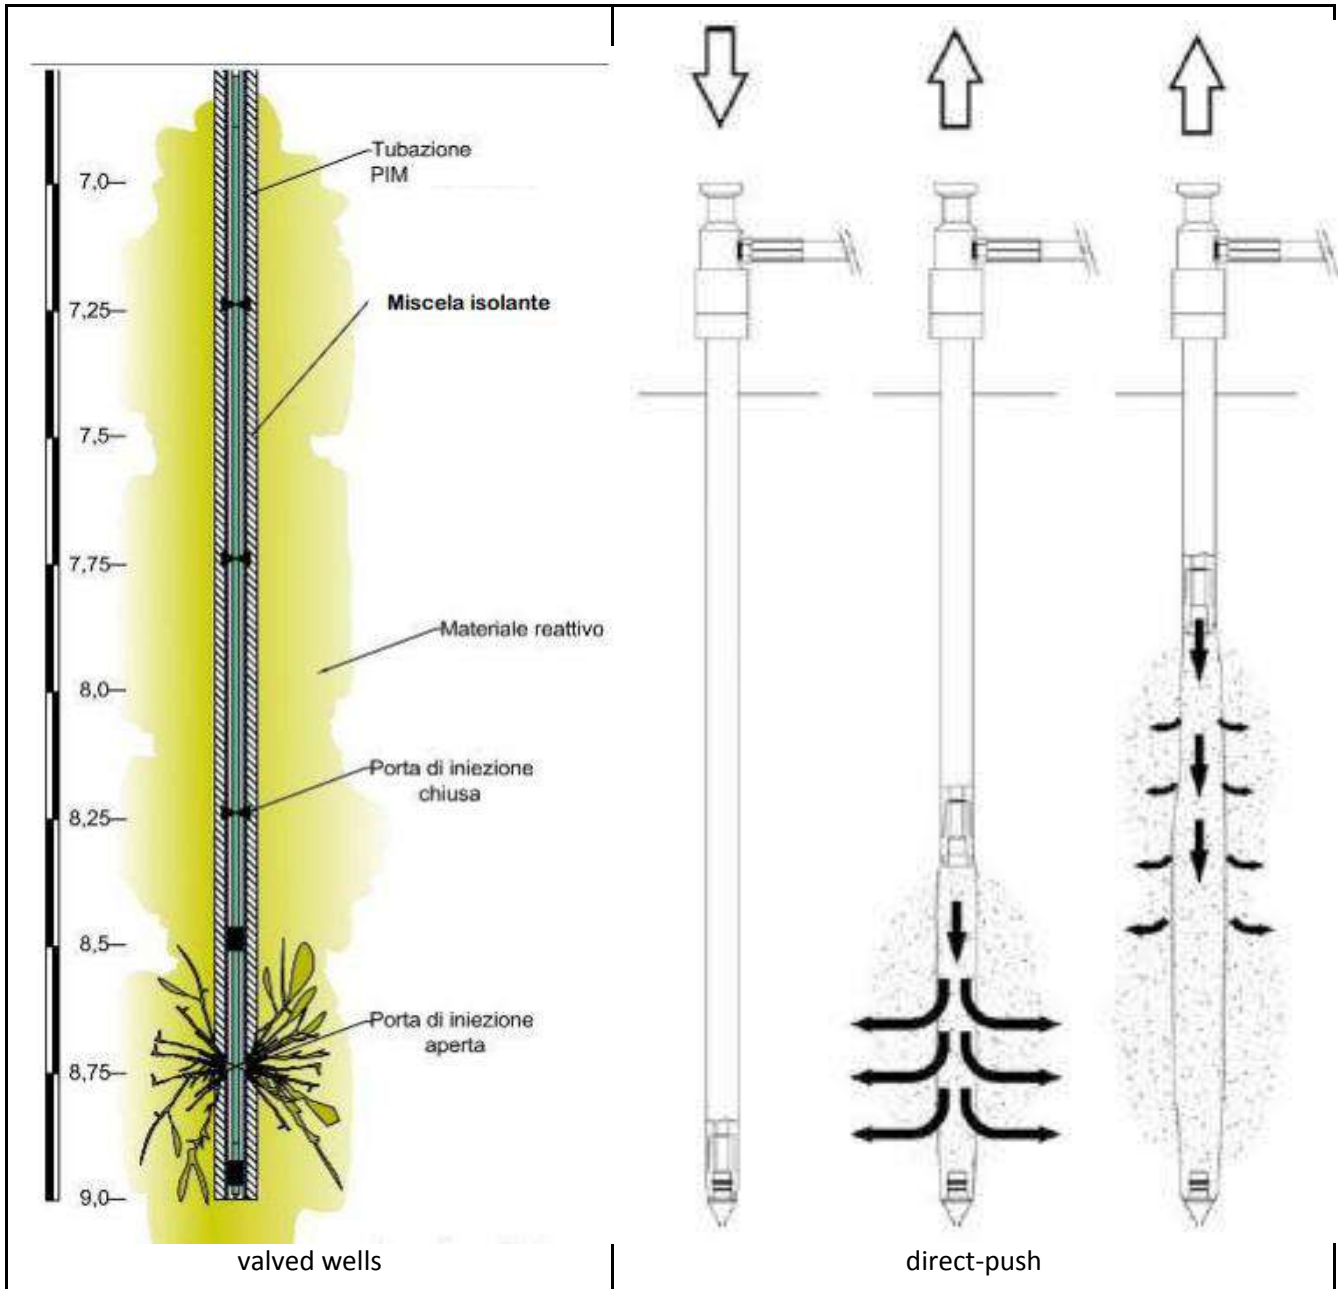 Tubazione
PIM
7,0
Miscela isolante
7,25
7,5
7,75
Materiale reattivo
8,0
Porta di iniezione
chiusa
8,25
8,5
Porta di iniezione
aperta
8,75
9,0
valved wells
direct-push